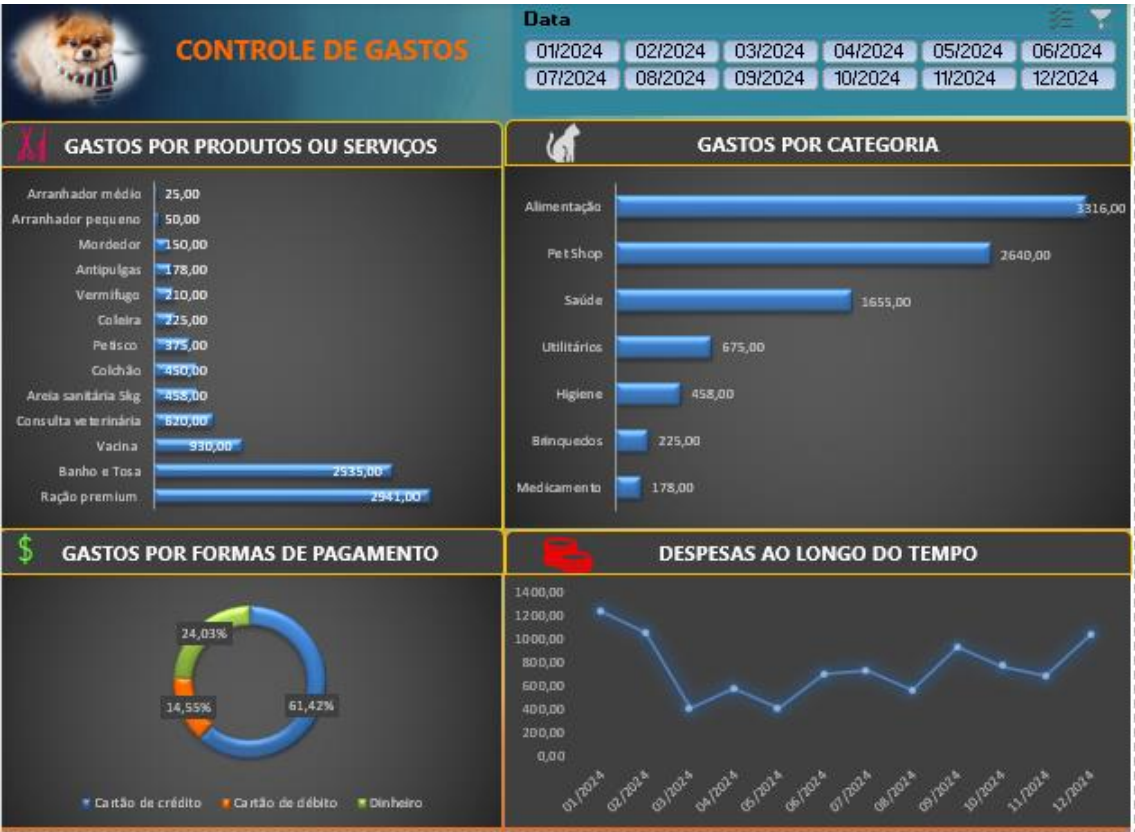 CONTROLE DE GASTOS
Data
01/2024 02/2024 03/2024 04/2024 05/2024 06/2024
07/2024 08/2024 09/2024 10/2024 11/2024 12/2024
GASTOS POR PRODUTOS OU SERVIÇOS
Arranhador médio 25,00
Arranhador pequeno 50,00
Mordedor 150,00
Antipulgas 178,00
Vermífugo 210,00
Coleira 225,00
Petisco 375,00
Colchão 450,00
Areia sanitária 5kg 458,00
Consulta veterinária 620,00
Vacina 930,00
Banho e Tosa 2535,00
Ração premium 2941,00
GASTOS POR CATEGORIA
Alimentação 3316,00
PetShop 2640,00
Saúde 1655,00
Utilitários 675,00
Higiene 458,00
Brinquedos 225,00
Medicamento 178,00
$ GASTOS POR FORMAS DE PAGAMENTO
24,03%
14,55%
61,42%
Cartão de crédito Cartão de débito Dinheiro
DESPESAS AO LONGO DO TEMPO
1400,00
1200,00
1000,00
800,00
600,00
400,00
200,00
0,00
01/2024 02/2024 03/2024 04/2024 05/2024 06/2024 07/2024 08/2024 09/2024 10/2024 11/2024 12/2024